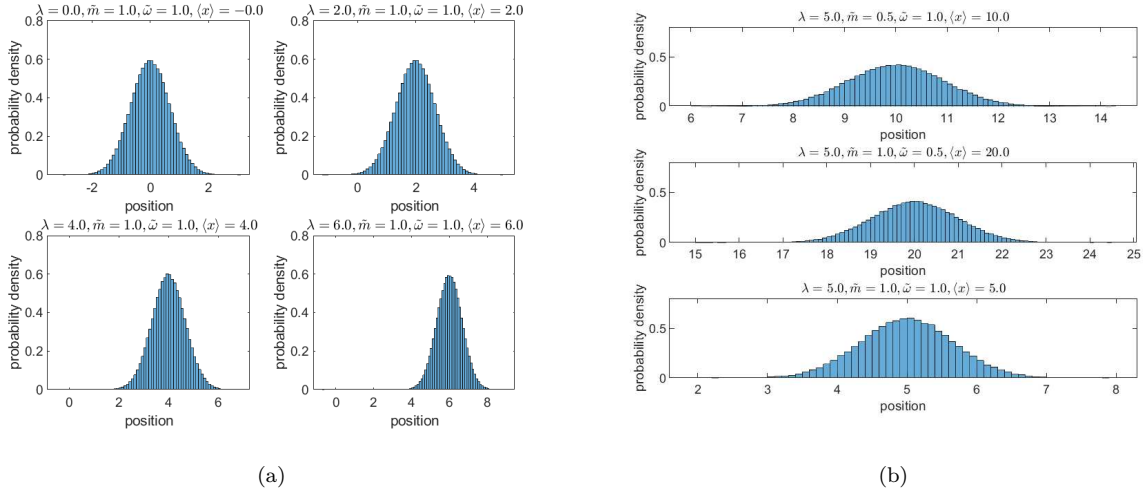 λ = 0.0, m̃ = 1.0, ω̃ = 1.0, ⟨x⟩ = −0.0
probability density
0.8
0.6
0.4
0.2
0
-2 0 2
position
λ = 2.0, m̃ = 1.0, ω̃ = 1.0, ⟨x⟩ = 2.0
probability density
0.8
0.6
0.4
0.2
0
0 2 4
position
λ = 4.0, m̃ = 1.0, ω̃ = 1.0, ⟨x⟩ = 4.0
probability density
0.8
0.6
0.4
0.2
0
0 2 4 6
position
λ = 6.0, m̃ = 1.0, ω̃ = 1.0, ⟨x⟩ = 6.0
probability density
0.8
0.6
0.4
0.2
0
0 2 4 6 8
position
(a)
λ = 5.0, m̃ = 0.5, ω̃ = 1.0, ⟨x⟩ = 10.0
probability density
0.5
0
6 7 8 9 10 11 12 13 14
position
λ = 5.0, m̃ = 1.0, ω̃ = 0.5, ⟨x⟩ = 20.0
probability density
0.5
0
15 16 17 18 19 20 21 22 23 24 25
position
λ = 5.0, m̃ = 1.0, ω̃ = 1.0, ⟨x⟩ = 5.0
probability density
0.5
0
2 3 4 5 6 7 8
position
(b)